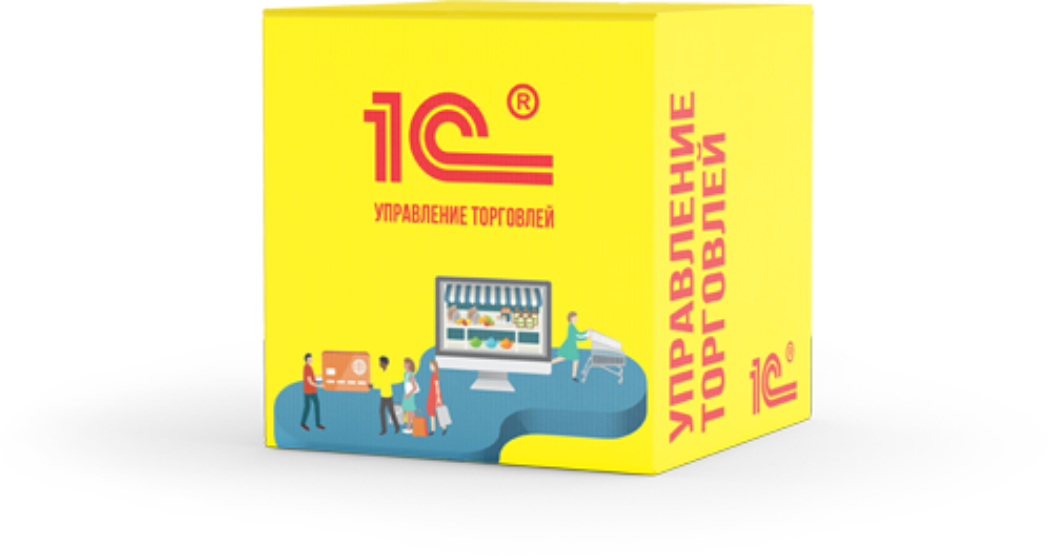 1С®
УПРАВЛЕНИЕ ТОРГОВЛЕЙ
УПРАВЛЕНИЕ
ТОРГОВЛЕЙ
1С®